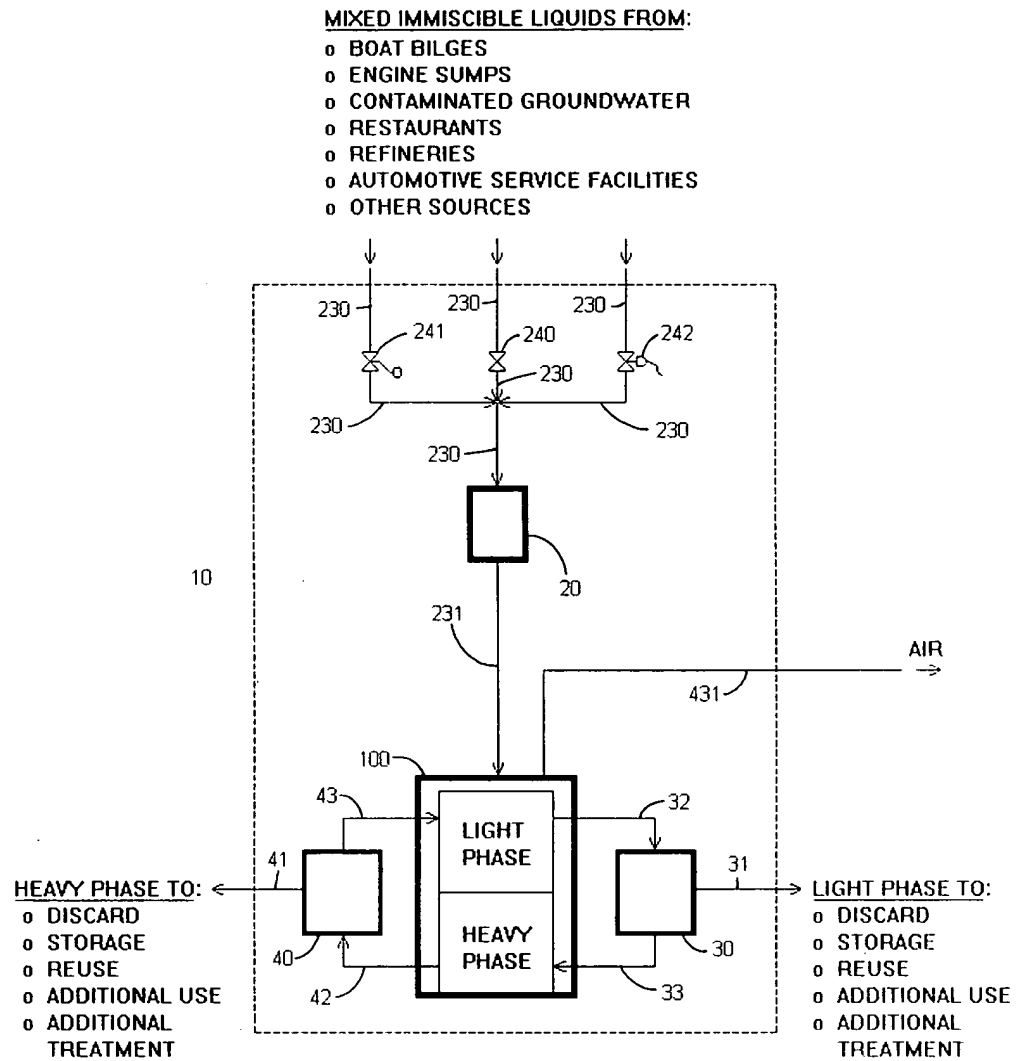 MIXED IMMISCIBLE LIQUIDS FROM:
o BOAT BILGES
o ENGINE SUMPS
o CONTAMINATED GROUNDWATER
o RESTAURANTS
o REFINERIES
o AUTOMOTIVE SERVICE FACILITIES
o OTHER SOURCES
230 230 230
241 240 242
230
230 230
230
20
10
231
AIR
431
100
43 32
LIGHT
PHASE
41 31
HEAVY
PHASE
40 30
42 33
HEAVY PHASE TO:
o DISCARD
o STORAGE
o REUSE
o ADDITIONAL USE
o ADDITIONAL
TREATMENT
LIGHT PHASE TO:
o DISCARD
o STORAGE
o REUSE
o ADDITIONAL USE
o ADDITIONAL
TREATMENT